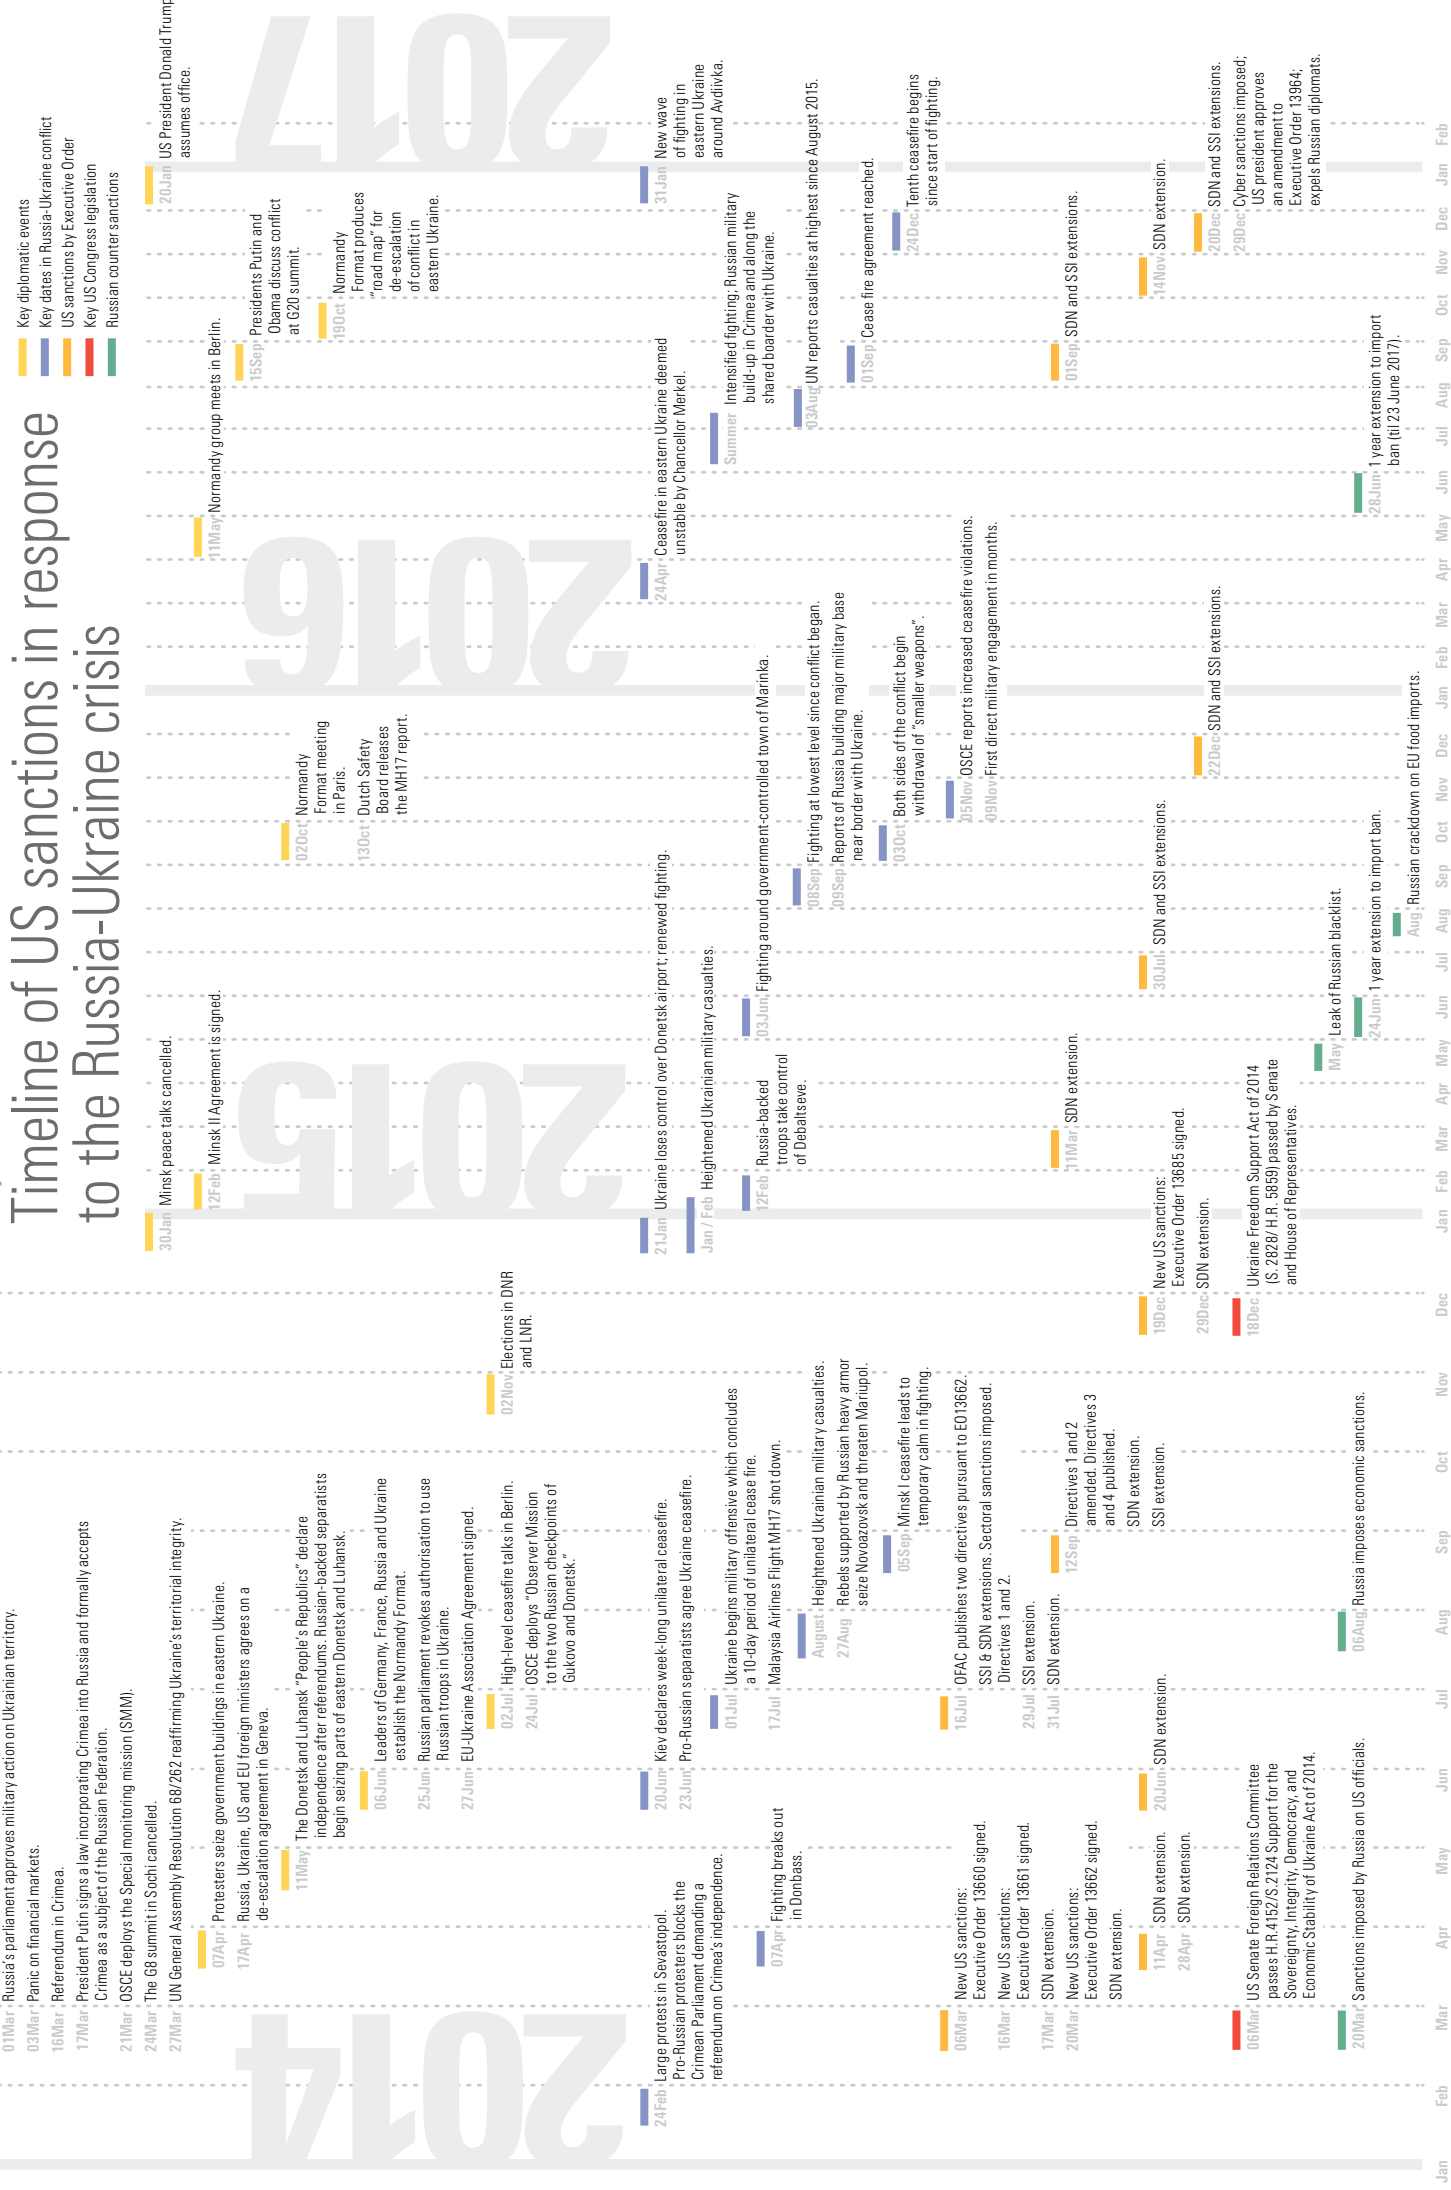 Timeline of US sanctions in response
to the Russia-Ukraine crisis
Key diplomatic events
Key dates in Russia-Ukraine conflict
US sanctions by Executive Order
Key US Congress legislation
Russian counter sanctions
2014
01Mar Russia's parliament approves military action on Ukrainian territory.
03Mar Panic on financial markets.
16Mar Referendum in Crimea.
17Mar President Putin signs a law incorporating Crimea into Russia and formally accepts
Crimea as a subject of the Russian Federation.
21Mar OSCE deploys the Special monitoring mission (SMM).
24Mar The G8 summit in Sochi cancelled.
27Mar UN General Assembly Resolution 68/262 reaffirming Ukraine's territorial integrity.
07Apr Protesters seize government buildings in eastern Ukraine.
17Apr Russia, Ukraine, US and EU foreign ministers agrees on a
de-escalation agreement in Geneva.
11May The Donetsk and Luhansk “People's Republics” declare
independence after referendums. Russian-backed separatists
begin seizing parts of eastern Donetsk and Luhansk.
06Jun Leaders of Germany, France, Russia and Ukraine
establish the Normandy Format.
25Jun Russian parliament revokes authorisation to use
Russian troops in Ukraine.
27Jun EU-Ukraine Association Agreement signed.
02Jul High-level ceasefire talks in Berlin.
24Jul OSCE deploys “Observer Mission
to the two Russian checkpoints of
Gukovo and Donetsk.”
02Nov Elections in DNR
and LNR.
24Feb Large protests in Sevastopol.
Pro-Russian protesters blocks the
Crimean Parliament demanding a
referendum on Crimea's independence.
07Apr Fighting breaks out
in Donbass.
20Jun Kiev declares week-long unilateral ceasefire.
23Jun Pro-Russian separatists agree Ukraine ceasefire.
01Jul Ukraine begins military offensive which concludes
a 10-day period of unilateral cease fire.
17Jul Malaysia Airlines Flight MH17 shot down.
August Heightened Ukrainian military casualties.
27Aug Rebels supported by Russian heavy armor
seize Novoazovsk and threaten Mariupol.
05Sep Minsk I ceasefire leads to
temporary calm in fighting.
06Mar New US sanctions:
Executive Order 13660 signed.
16Mar New US sanctions:
Executive Order 13661 signed.
17Mar SDN extension.
20Mar New US sanctions:
Executive Order 13662 signed.
SDN extension.
11Apr SDN extension.
28Apr SDN extension.
20Jun SDN extension.
16Jul OFAC publishes two directives pursuant to EO13662.
SSI & SDN extensions. Sectoral sanctions imposed.
Directives 1 and 2.
29Jul SSI extension.
31Jul SDN extension.
12Sep Directives 1 and 2
amended. Directives 3
and 4 published.
SDN extension.
SSI extension.
19Dec New US sanctions:
Executive Order 13685 signed.
29Dec SDN extension.
06Mar US Senate Foreign Relations Committee
passes H.R.4152/S.2124 Support for the
Sovereignty, Integrity, Democracy, and
Economic Stability of Ukraine Act of 2014.
18Dec Ukraine Freedom Support Act of 2014
(S. 2828/ H.R. 5859) passed by Senate
and House of Representatives.
20Mar Sanctions imposed by Russia on US officials.
06Aug Russia imposes economic sanctions.
2015
30Jan Minsk peace talks cancelled.
12Feb Minsk II Agreement is signed.
02Oct Normandy
Format meeting
in Paris.
13Oct Dutch Safety
Board releases
the MH17 report.
21Jan Ukraine loses control over Donetsk airport; renewed fighting.
Jan / Feb Heightened Ukrainian military casualties.
12Feb Russia-backed
troops take control
of Debaltseve.
03Jun Fighting around government-controlled town of Marinka.
08Sep Fighting at lowest level since conflict began.
09Sep Reports of Russia building major military base
near border with Ukraine.
03Oct Both sides of the conflict begin
withdrawal of “smaller weapons”.
05Nov OSCE reports increased ceasefire violations.
09Nov First direct military engagement in months.
11Mar SDN extension.
30Jul SDN and SSI extensions.
22Dec SDN and SSI extensions.
May Leak of Russian blacklist.
24Jun 1 year extension to import ban.
Aug Russian crackdown on EU food imports.
2016
11May Normandy group meets in Berlin.
15Sep Presidents Putin and
Obama discuss conflict
at G20 summit.
19Oct Normandy
Format produces
“road map” for
de-escalation
of conflict in
eastern Ukraine.
24Apr Ceasefire in eastern Ukraine deemed
unstable by Chancellor Merkel.
Summer Intensified fighting; Russian military
build-up in Crimea and along the
shared boarder with Ukraine.
03Aug UN reports casualties at highest since August 2015.
01Sep Cease fire agreement reached.
24Dec Tenth ceasefire begins
since start of fighting.
01Sep SDN and SSI extensions.
14Nov SDN extension.
20Dec SDN and SSI extensions.
29Dec Cyber sanctions imposed;
US president approves
an amendment to
Executive Order 13964;
expels Russian diplomats.
28Jun 1 year extension to import
ban (til 23 June 2017).
2017
20Jan US President Donald Trump
assumes office.
31Jan New wave
of fighting in
eastern Ukraine
around Avdiivka.
Jan Feb Mar Apr May Jun Jul Aug Sep Oct Nov Dec Jan Feb Mar Apr May Jun Jul Aug Sep Oct Nov Dec Jan Feb Mar Apr May Jun Jul Aug Sep Oct Nov Dec Jan Feb